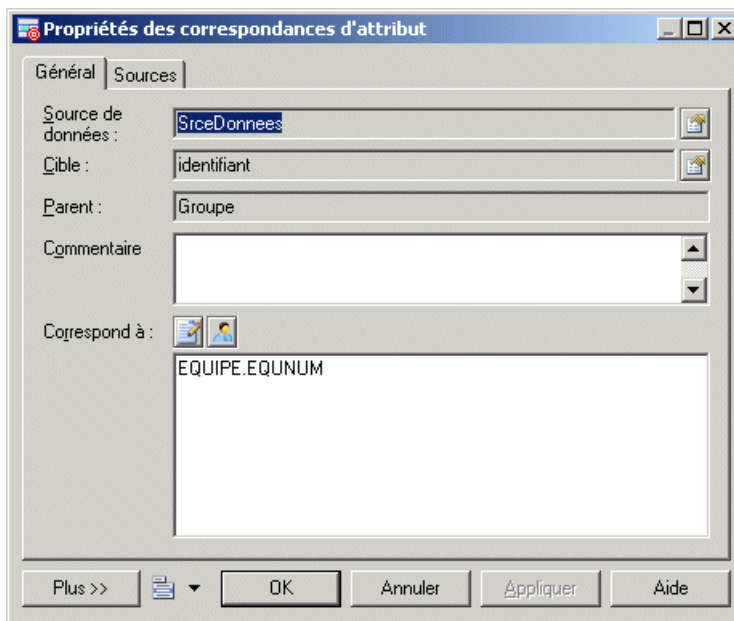 Propriétés des correspondances d'attribut
Général
Sources
Source de
données :
SrceDonnees
Cible :
identifiant
Parent :
Groupe
Commentaire
Correspond à :
EQUIPE.EQUNUM
Plus >>
OK
Annuler
Appliquer
Aide